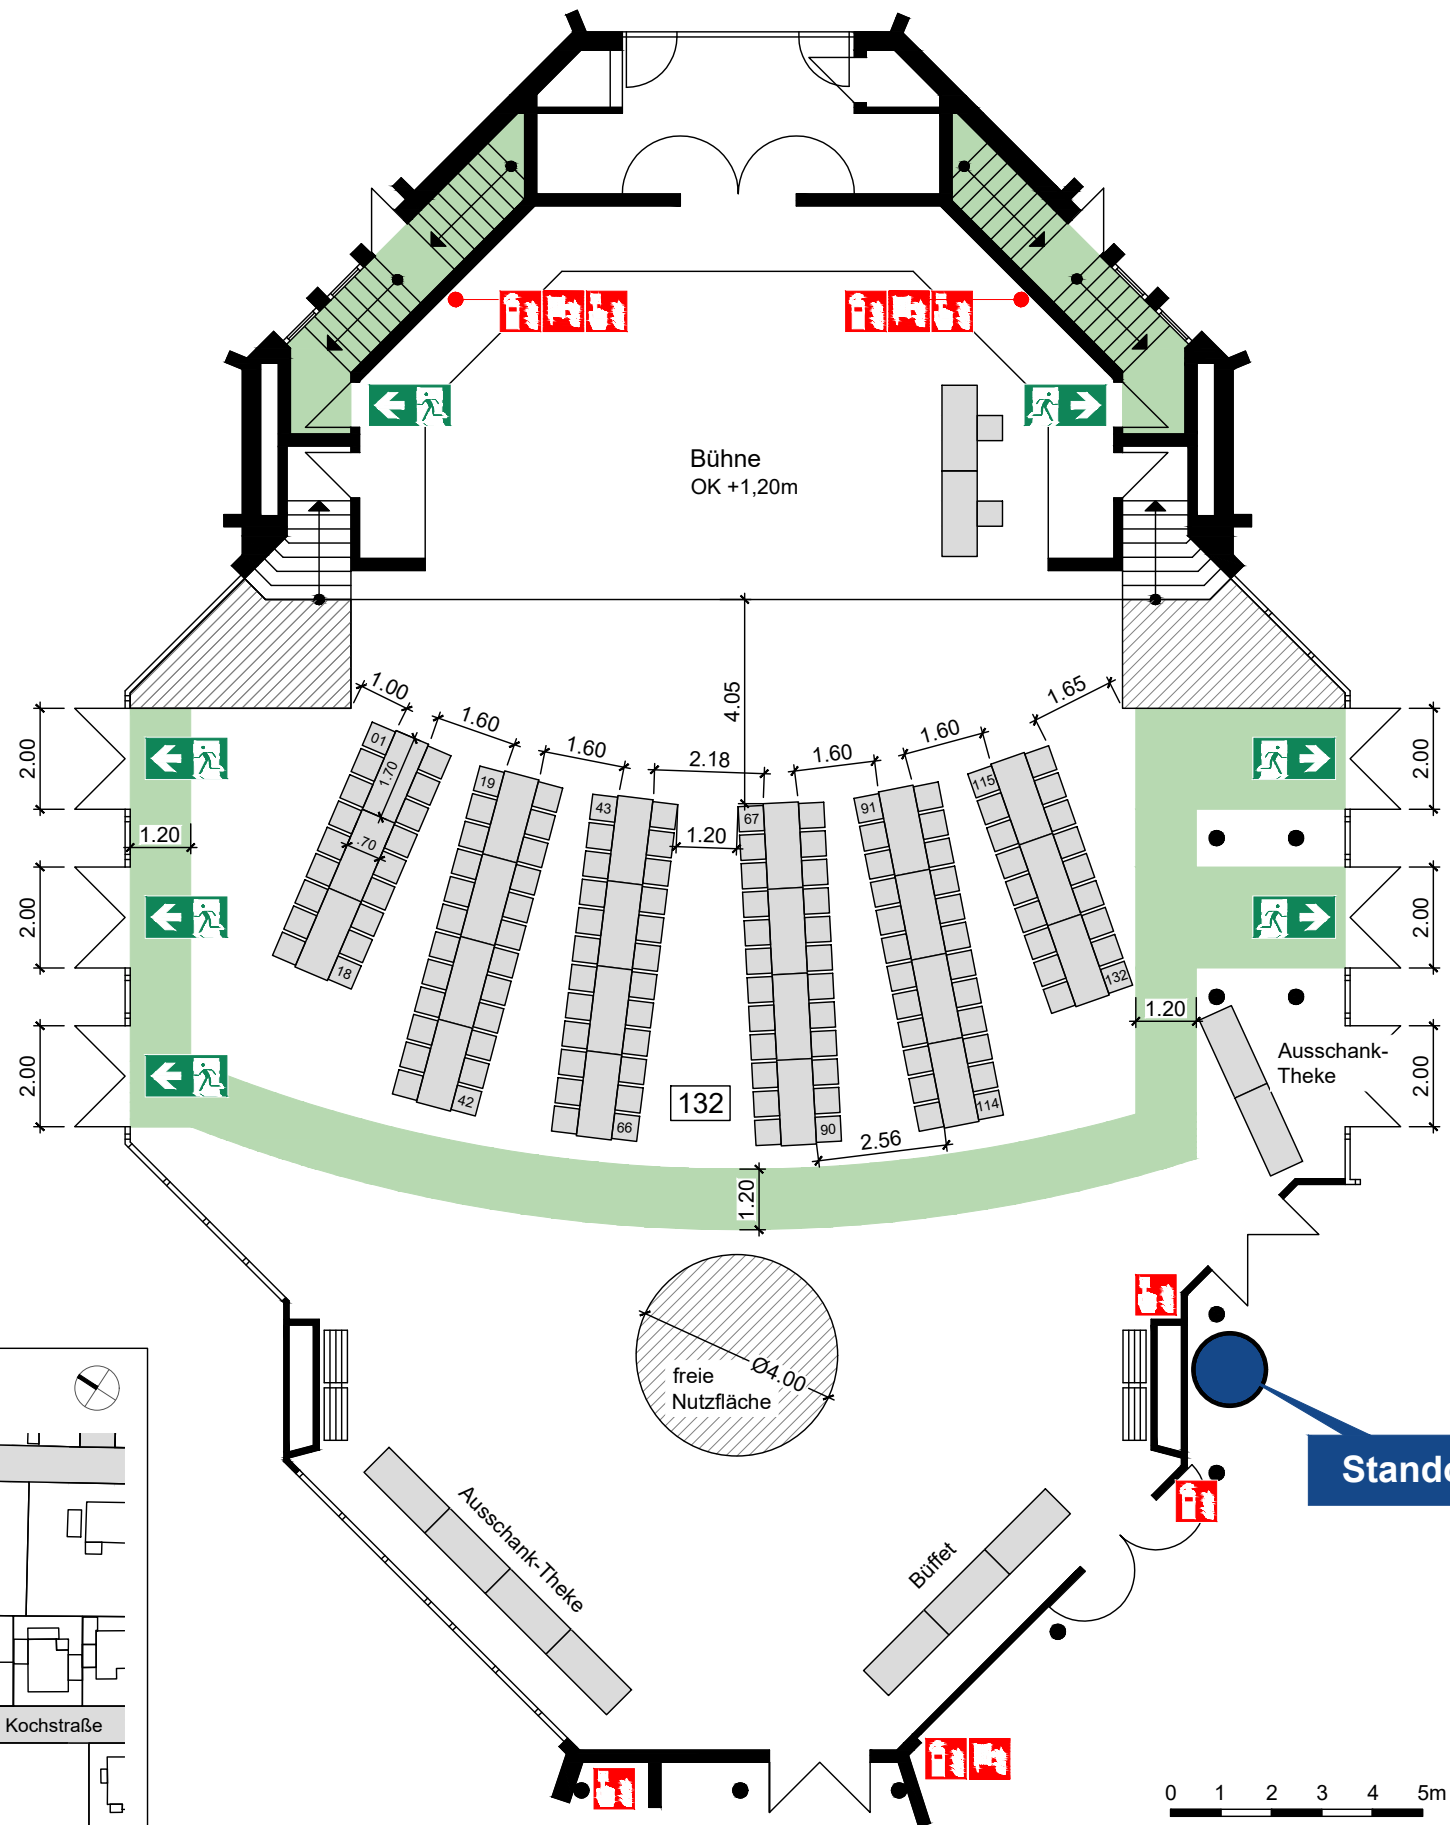 Bühne
OK +1,20m
4.05
1.00
1.60
1.60
2.18
1.60
1.60
1.65
2.00
2.00
2.00
2.00
2.00
2.00
1.20
1.20
1.20
1.20
01
1.70
.70
18
19
42
43
66
67
90
91
114
115
132
132
2.56
Ausschank-
Theke
freie
Nutzfläche
Ø4.00
Ausschank-Theke
Büffet
Stando
Kochstraße
0 1 2 3 4 5m